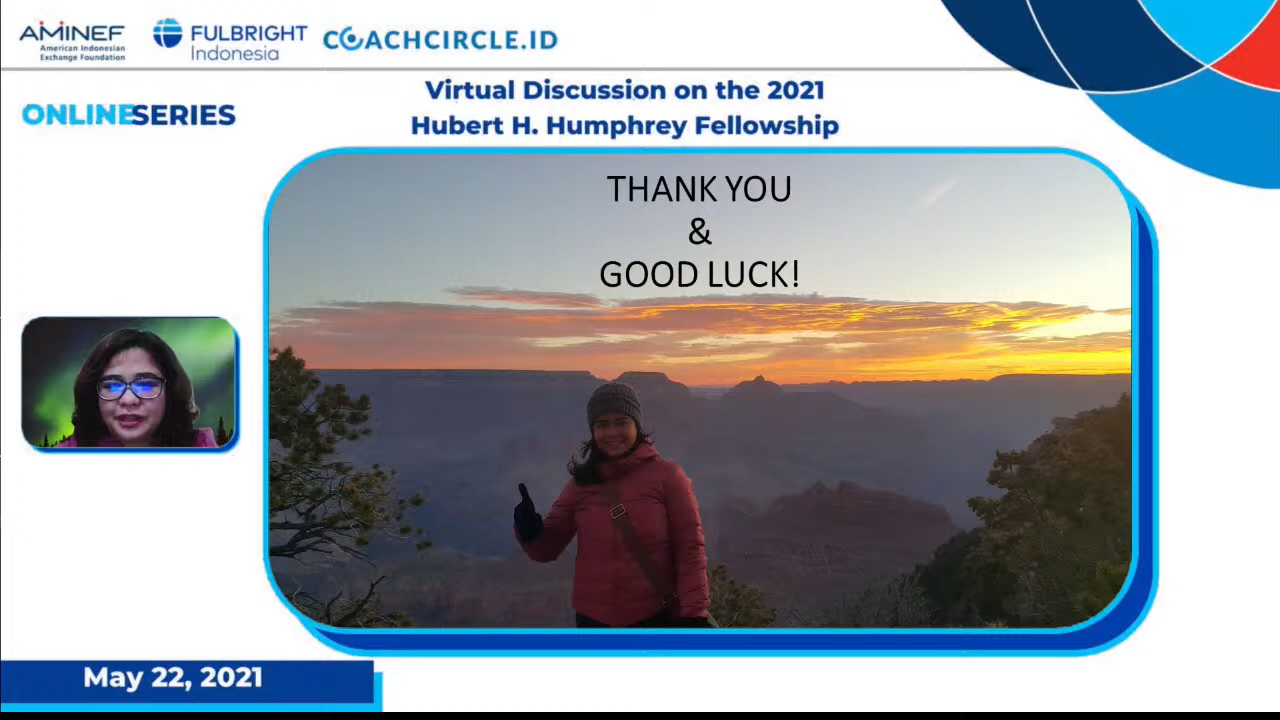 AMINEF
American Indonesian
Exchange Foundation
FULBRIGHT
Indonesia
COACHCIRCLE.ID
ONLINESERIES
Virtual Discussion on the 2021
Hubert H. Humphrey Fellowship
THANK YOU
&
GOOD LUCK!
May 22, 2021